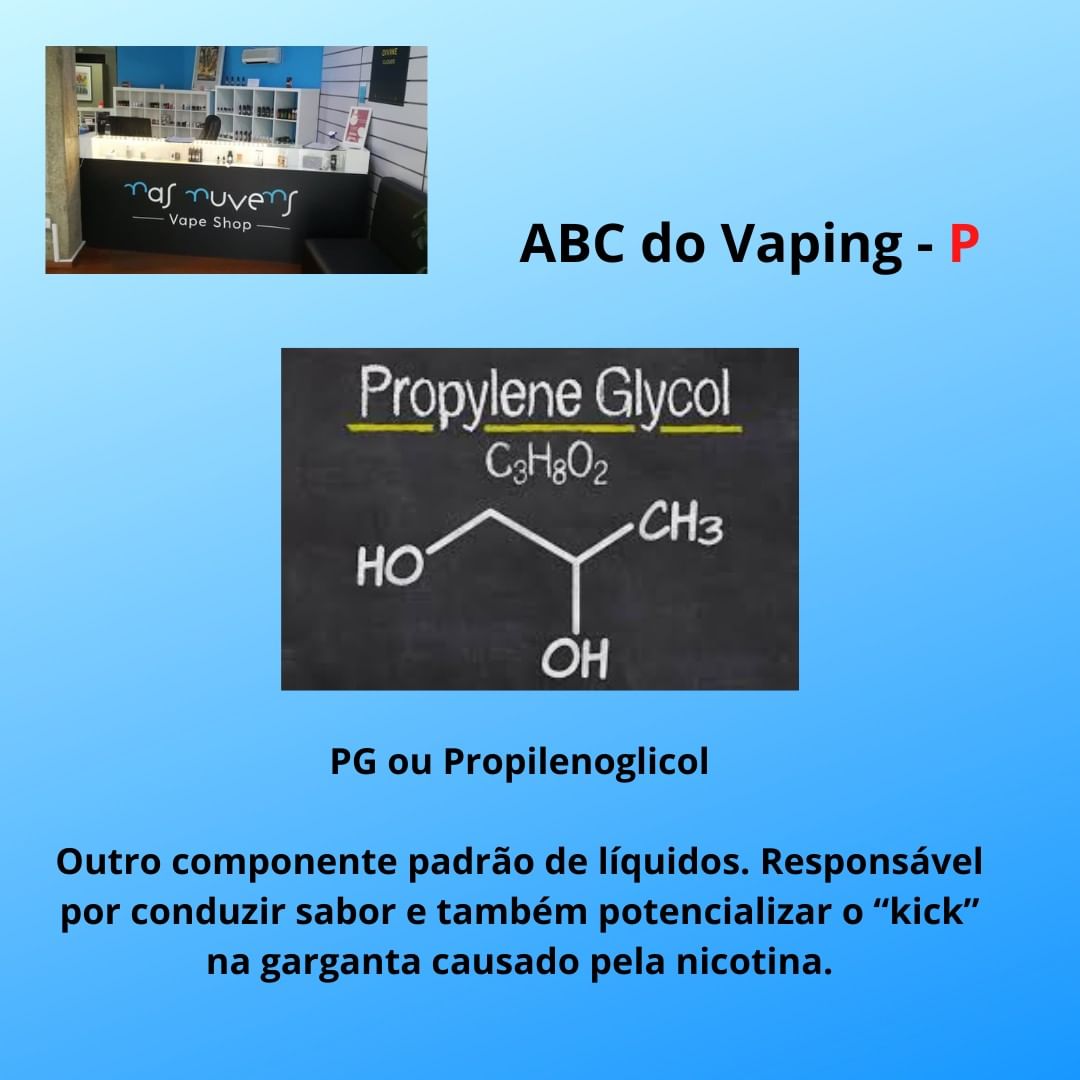 DIVINE
nas nuvens
Vape Shop
ABC do Vaping - P
Propylene Glycol
C₃H₈O₂
HO
CH₃
OH
PG ou Propilenoglicol
Outro componente padrão de líquidos. Responsável
por conduzir sabor e também potencializar o “kick”
na garganta causado pela nicotina.